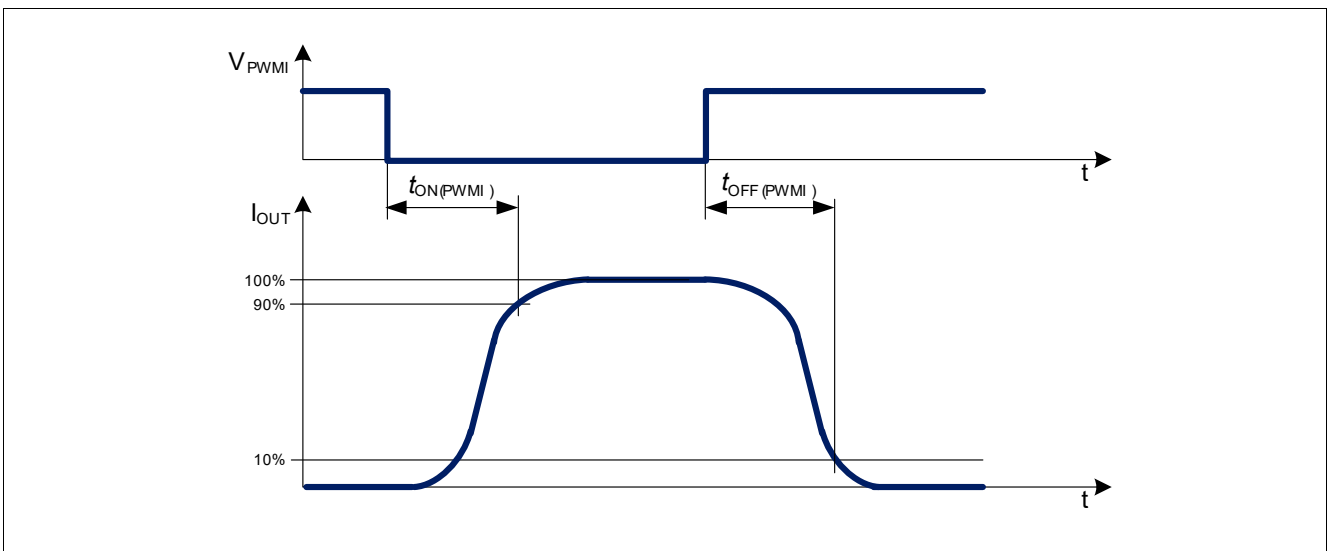 VPWMI
t
tON(PWMI)
tOFF(PWMI)
IOUT
100%
90%
10%
t